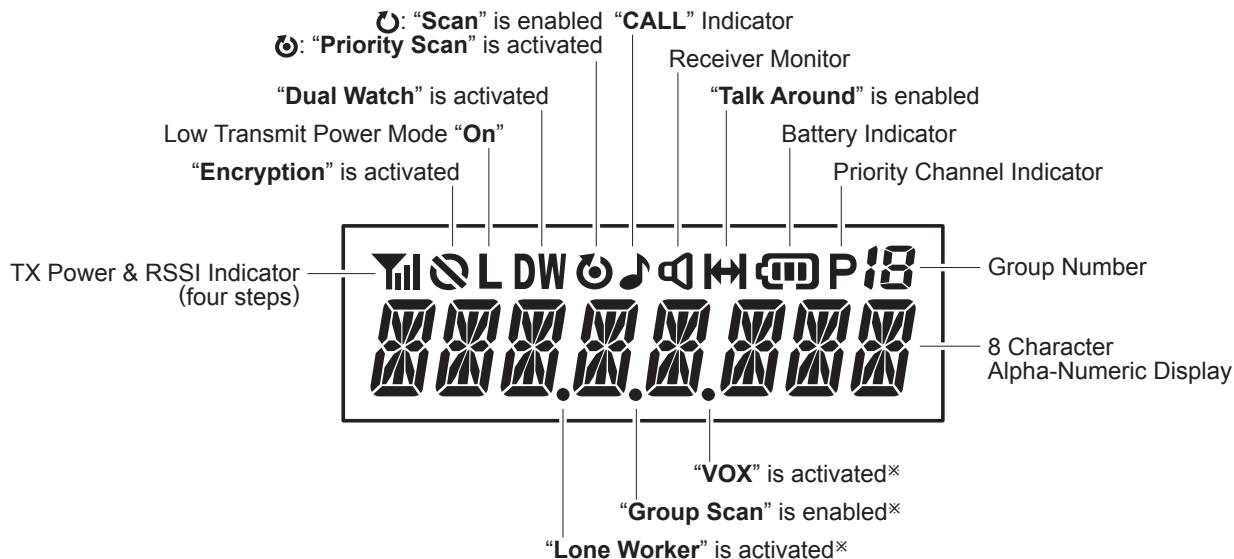 : “Scan” is enabled “CALL” Indicator
: “Priority Scan” is activated
Receiver Monitor
“Dual Watch” is activated
“Talk Around” is enabled
Low Transmit Power Mode “On”
Battery Indicator
“Encryption” is activated
Priority Channel Indicator
TX Power & RSSI Indicator
(four steps)
L DW P 18
Group Number
8 Character
Alpha-Numeric Display
“VOX” is activated※
“Group Scan” is enabled※
“Lone Worker” is activated※